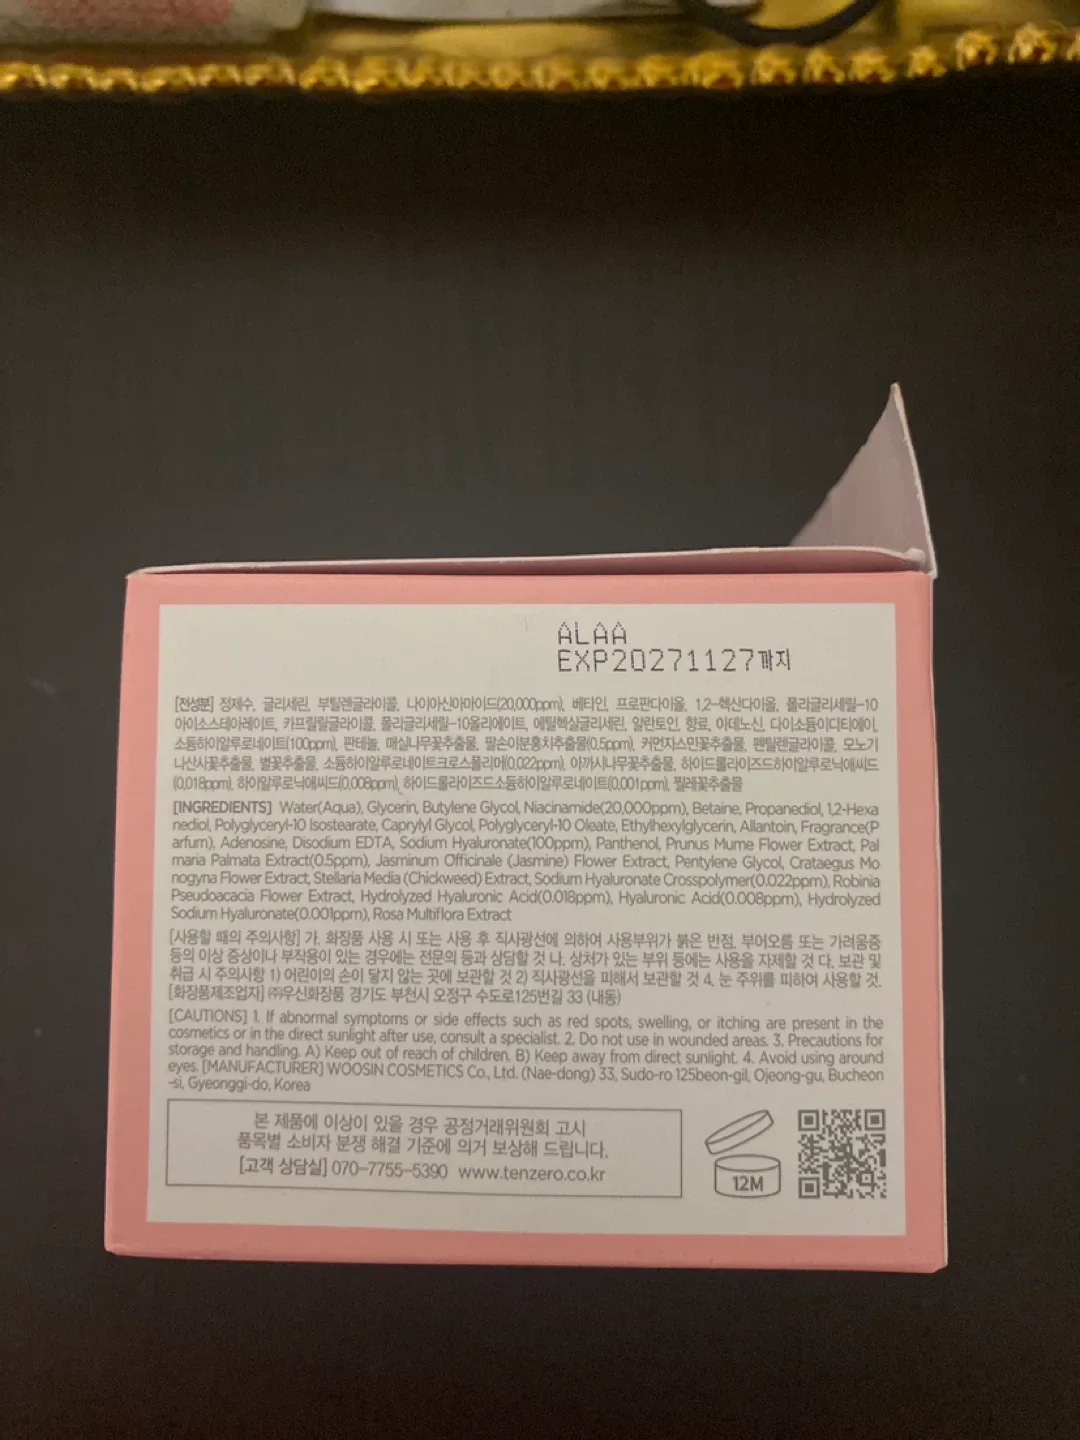 ALAA
EXP20271127까지
[전성분] 정제수, 글리세린, 부틸렌글라이콜, 나이아신아마이드(20,000ppm), 베타인, 프로판다이올, 1,2-헥산다이올, 폴리글리세릴-10
아이소스테아레이트, 카프릴릴글라이콜, 폴리글리세릴-10올리에이트, 에틸헥실글리세린, 알란토인, 향료, 아데노신, 다이소듐이디티에이,
소듐하이알루로네이트(100ppm), 판테놀, 매실나무꽃추출물, 팔손이분홍치추출물(0.5ppm), 커먼자스민꽃추출물, 펜틸렌글라이콜, 모노기
나산사꽃추출물, 별꽃추출물, 소듐하이알루로네이트크로스폴리머(0.022ppm), 아까시나무꽃추출물, 하이드롤라이즈드하이알루로닉애씨드
(0.018ppm), 하이알루로닉애씨드(0.008ppm), 하이드롤라이즈드소듐하이알루로네이트(0.001ppm), 찔레꽃추출물
[INGREDIENTS] Water(Aqua), Glycerin, Butylene Glycol, Niacinamide(20,000ppm), Betaine, Propanediol, 1,2-Hexa
nediol, Polyglyceryl-10 Isostearate, Caprylyl Glycol, Polyglyceryl-10 Oleate, Ethylhexylglycerin, Allantoin, Fragrance(P
arfum), Adenosine, Disodium EDTA, Sodium Hyaluronate(100ppm), Panthenol, Prunus Mume Flower Extract, Pal
maria Palmata Extract(0.5ppm), Jasminum Officinale (Jasmine) Flower Extract, Pentylene Glycol, Crataegus Mo
nogyna Flower Extract, Stellaria Media (Chickweed) Extract, Sodium Hyaluronate Crosspolymer(0.022ppm), Robinia
Pseudoacacia Flower Extract, Hydrolyzed Hyaluronic Acid(0.018ppm), Hyaluronic Acid(0.008ppm), Hydrolyzed
Sodium Hyaluronate(0.001ppm), Rosa Multiflora Extract
[사용할 때의 주의사항] 가. 화장품 사용 시 또는 사용 후 직사광선에 의하여 사용부위가 붉은 반점, 부어오름 또는 가려움증
등의 이상 증상이나 부작용이 있는 경우에는 전문의 등과 상담할 것 나. 상처가 있는 부위 등에는 사용을 자제할 것 다. 보관 및
취급 시 주의사항 1) 어린이의 손이 닿지 않는 곳에 보관할 것 2) 직사광선을 피해서 보관할 것 4. 눈 주위를 피하여 사용할 것.
[화장품제조업자] ㈜우신화장품 경기도 부천시 오정구 수도로125번길 33 (내동)
[CAUTIONS] 1. If abnormal symptoms or side effects such as red spots, swelling, or itching are present in the
cosmetics or in the direct sunlight after use, consult a specialist. 2. Do not use in wounded areas. 3. Precautions for
storage and handling. A) Keep out of reach of children. B) Keep away from direct sunlight. 4. Avoid using around
eyes. [MANUFACTURER] WOOSIN COSMETICS Co., Ltd. (Nae-dong) 33, Sudo-ro 125beon-gil, Ojeong-gu, Bucheon
-si, Gyeonggi-do, Korea
본 제품에 이상이 있을 경우 공정거래위원회 고시
품목별 소비자 분쟁 해결 기준에 의거 보상해 드립니다.
[고객 상담실] 070-7755-5390 www.tenzero.co.kr
12M